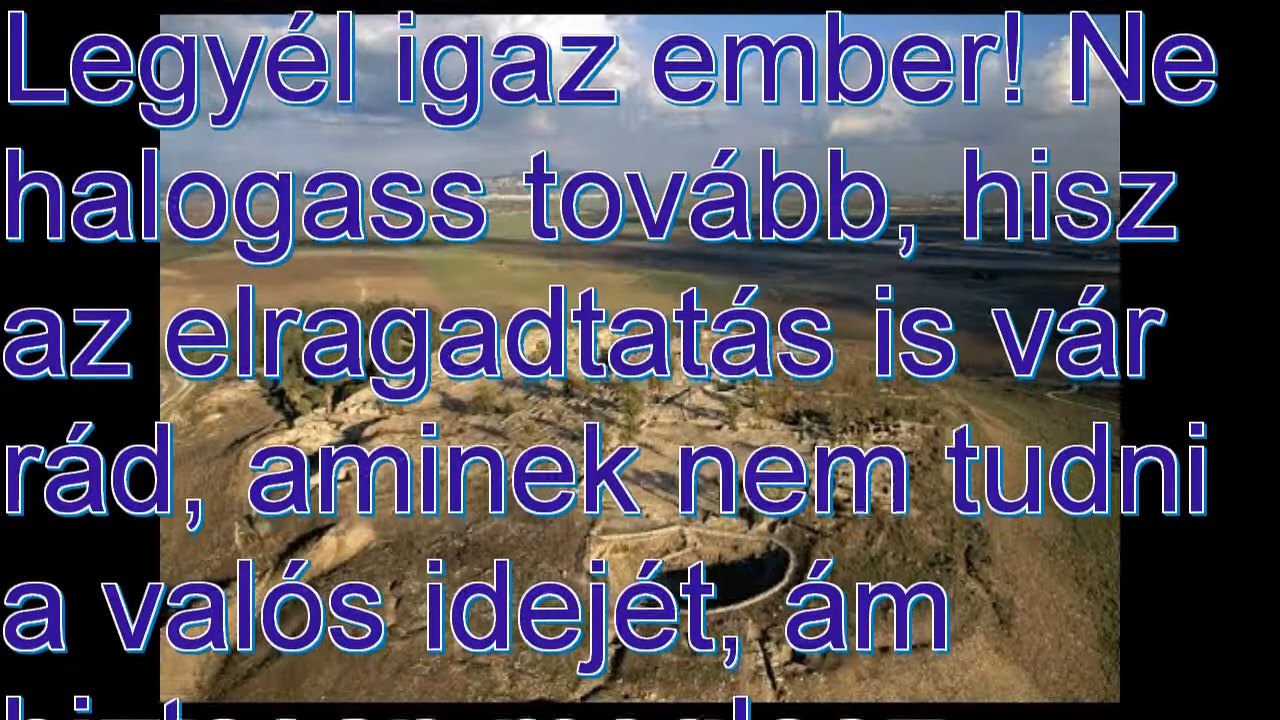 Legyél igaz ember! Ne
halogass tovább, hisz
az elragadtatás is vár
rád, aminek nem tudni
a valós idejét, ám